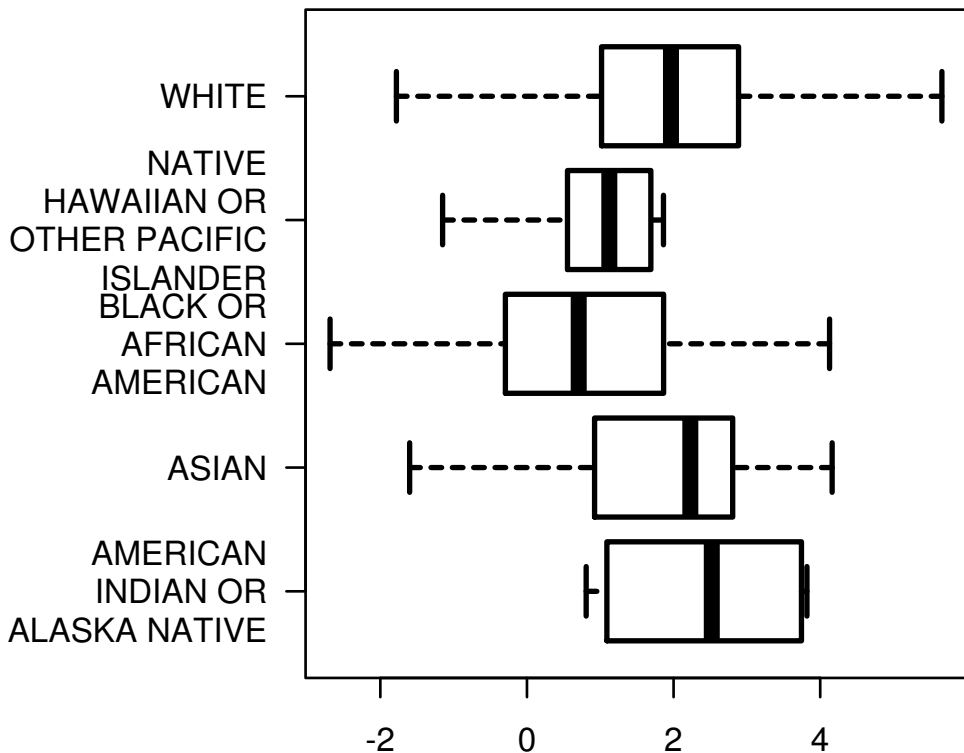 WHITE
NATIVE
HAWAIIAN OR
OTHER PACIFIC
ISLANDER
BLACK OR
AFRICAN
AMERICAN
ASIAN
AMERICAN
INDIAN OR
ALASKA NATIVE
-2 0 2 4